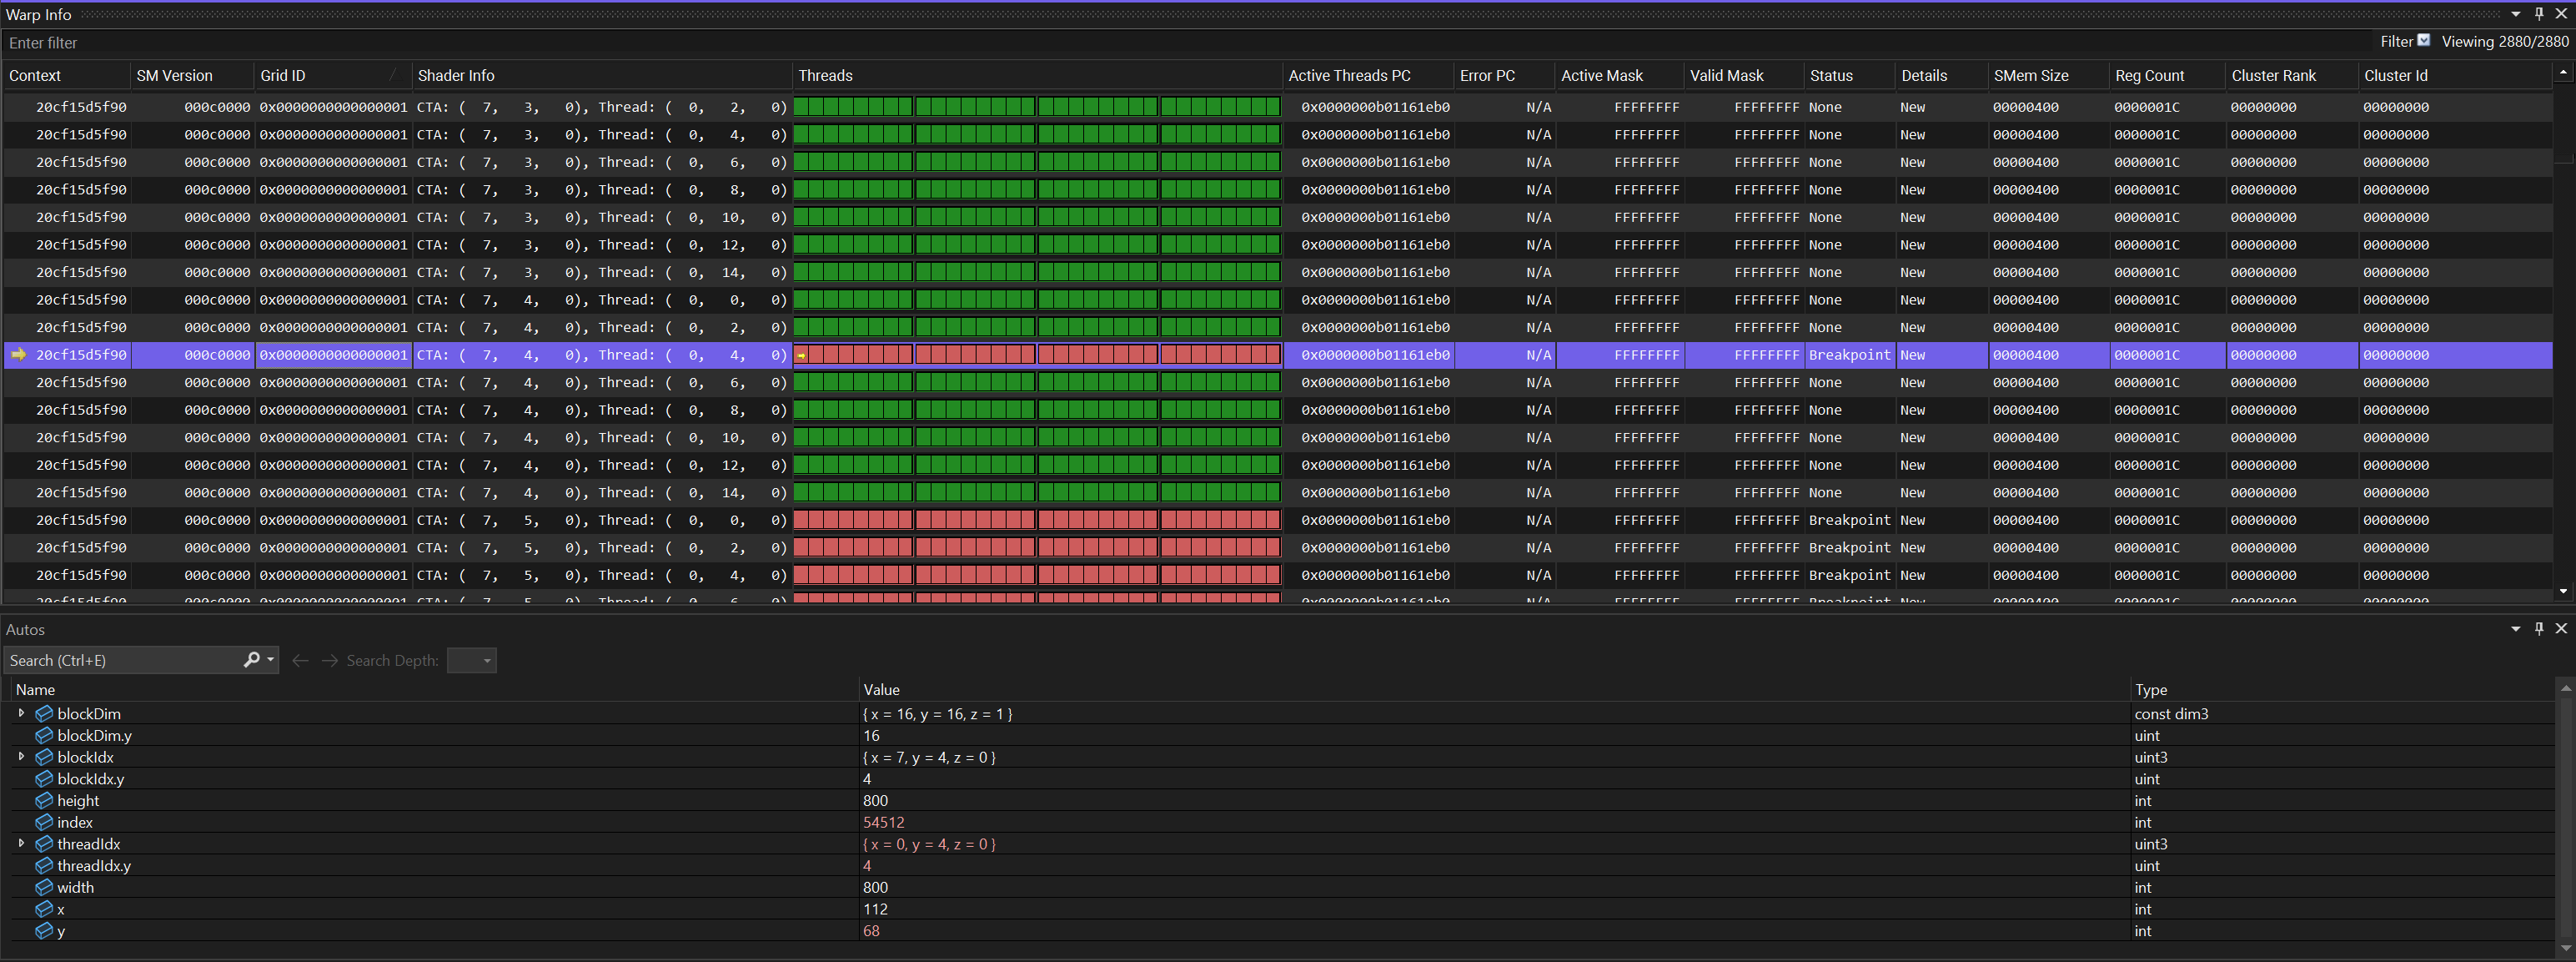 Warp Info
Enter filter Filter Viewing 2880/2880
Context SM Version Grid ID Shader Info Threads Active Threads PC Error PC Active Mask Valid Mask Status Details SMem Size Reg Count Cluster Rank Cluster Id
20cf15d5f90 000c0000 0x0000000000000001 CTA: ( 7, 3, 0), Thread: ( 0, 2, 0) 0x0000000b01161eb0 N/A FFFFFFFF FFFFFFFF None New 00000400 0000001C 00000000 00000000
20cf15d5f90 000c0000 0x0000000000000001 CTA: ( 7, 3, 0), Thread: ( 0, 4, 0) 0x0000000b01161eb0 N/A FFFFFFFF FFFFFFFF None New 00000400 0000001C 00000000 00000000
20cf15d5f90 000c0000 0x0000000000000001 CTA: ( 7, 3, 0), Thread: ( 0, 6, 0) 0x0000000b01161eb0 N/A FFFFFFFF FFFFFFFF None New 00000400 0000001C 00000000 00000000
20cf15d5f90 000c0000 0x0000000000000001 CTA: ( 7, 3, 0), Thread: ( 0, 8, 0) 0x0000000b01161eb0 N/A FFFFFFFF FFFFFFFF None New 00000400 0000001C 00000000 00000000
20cf15d5f90 000c0000 0x0000000000000001 CTA: ( 7, 3, 0), Thread: ( 0, 10, 0) 0x0000000b01161eb0 N/A FFFFFFFF FFFFFFFF None New 00000400 0000001C 00000000 00000000
20cf15d5f90 000c0000 0x0000000000000001 CTA: ( 7, 3, 0), Thread: ( 0, 12, 0) 0x0000000b01161eb0 N/A FFFFFFFF FFFFFFFF None New 00000400 0000001C 00000000 00000000
20cf15d5f90 000c0000 0x0000000000000001 CTA: ( 7, 3, 0), Thread: ( 0, 14, 0) 0x0000000b01161eb0 N/A FFFFFFFF FFFFFFFF None New 00000400 0000001C 00000000 00000000
20cf15d5f90 000c0000 0x0000000000000001 CTA: ( 7, 4, 0), Thread: ( 0, 0, 0) 0x0000000b01161eb0 N/A FFFFFFFF FFFFFFFF None New 00000400 0000001C 00000000 00000000
20cf15d5f90 000c0000 0x0000000000000001 CTA: ( 7, 4, 0), Thread: ( 0, 2, 0) 0x0000000b01161eb0 N/A FFFFFFFF FFFFFFFF None New 00000400 0000001C 00000000 00000000
20cf15d5f90 000c0000 0x0000000000000001 CTA: ( 7, 4, 0), Thread: ( 0, 4, 0) 0x0000000b01161eb0 N/A FFFFFFFF FFFFFFFF Breakpoint New 00000400 0000001C 00000000 00000000
20cf15d5f90 000c0000 0x0000000000000001 CTA: ( 7, 4, 0), Thread: ( 0, 6, 0) 0x0000000b01161eb0 N/A FFFFFFFF FFFFFFFF None New 00000400 0000001C 00000000 00000000
20cf15d5f90 000c0000 0x0000000000000001 CTA: ( 7, 4, 0), Thread: ( 0, 8, 0) 0x0000000b01161eb0 N/A FFFFFFFF FFFFFFFF None New 00000400 0000001C 00000000 00000000
20cf15d5f90 000c0000 0x0000000000000001 CTA: ( 7, 4, 0), Thread: ( 0, 10, 0) 0x0000000b01161eb0 N/A FFFFFFFF FFFFFFFF None New 00000400 0000001C 00000000 00000000
20cf15d5f90 000c0000 0x0000000000000001 CTA: ( 7, 4, 0), Thread: ( 0, 12, 0) 0x0000000b01161eb0 N/A FFFFFFFF FFFFFFFF None New 00000400 0000001C 00000000 00000000
20cf15d5f90 000c0000 0x0000000000000001 CTA: ( 7, 4, 0), Thread: ( 0, 14, 0) 0x0000000b01161eb0 N/A FFFFFFFF FFFFFFFF None New 00000400 0000001C 00000000 00000000
20cf15d5f90 000c0000 0x0000000000000001 CTA: ( 7, 5, 0), Thread: ( 0, 0, 0) 0x0000000b01161eb0 N/A FFFFFFFF FFFFFFFF Breakpoint New 00000400 0000001C 00000000 00000000
20cf15d5f90 000c0000 0x0000000000000001 CTA: ( 7, 5, 0), Thread: ( 0, 2, 0) 0x0000000b01161eb0 N/A FFFFFFFF FFFFFFFF Breakpoint New 00000400 0000001C 00000000 00000000
20cf15d5f90 000c0000 0x0000000000000001 CTA: ( 7, 5, 0), Thread: ( 0, 4, 0) 0x0000000b01161eb0 N/A FFFFFFFF FFFFFFFF Breakpoint New 00000400 0000001C 00000000 00000000
20cf15d5f90 000c0000 0x0000000000000001 CTA: ( 7, 5, 0), Thread: ( 0, 6, 0) 0x0000000b01161eb0 N/A FFFFFFFF FFFFFFFF Breakpoint New 00000400 0000001C 00000000 00000000
Autos
Search (Ctrl+E) Search Depth:
Name Value Type
blockDim { x = 16, y = 16, z = 1 } const dim3
blockDim.y 16 uint
blockIdx { x = 7, y = 4, z = 0 } uint3
blockIdx.y 4 uint
height 800 int
index 54512 int
threadIdx { x = 0, y = 4, z = 0 } uint3
threadIdx.y 4 uint
width 800 int
x 112 int
y 68 int